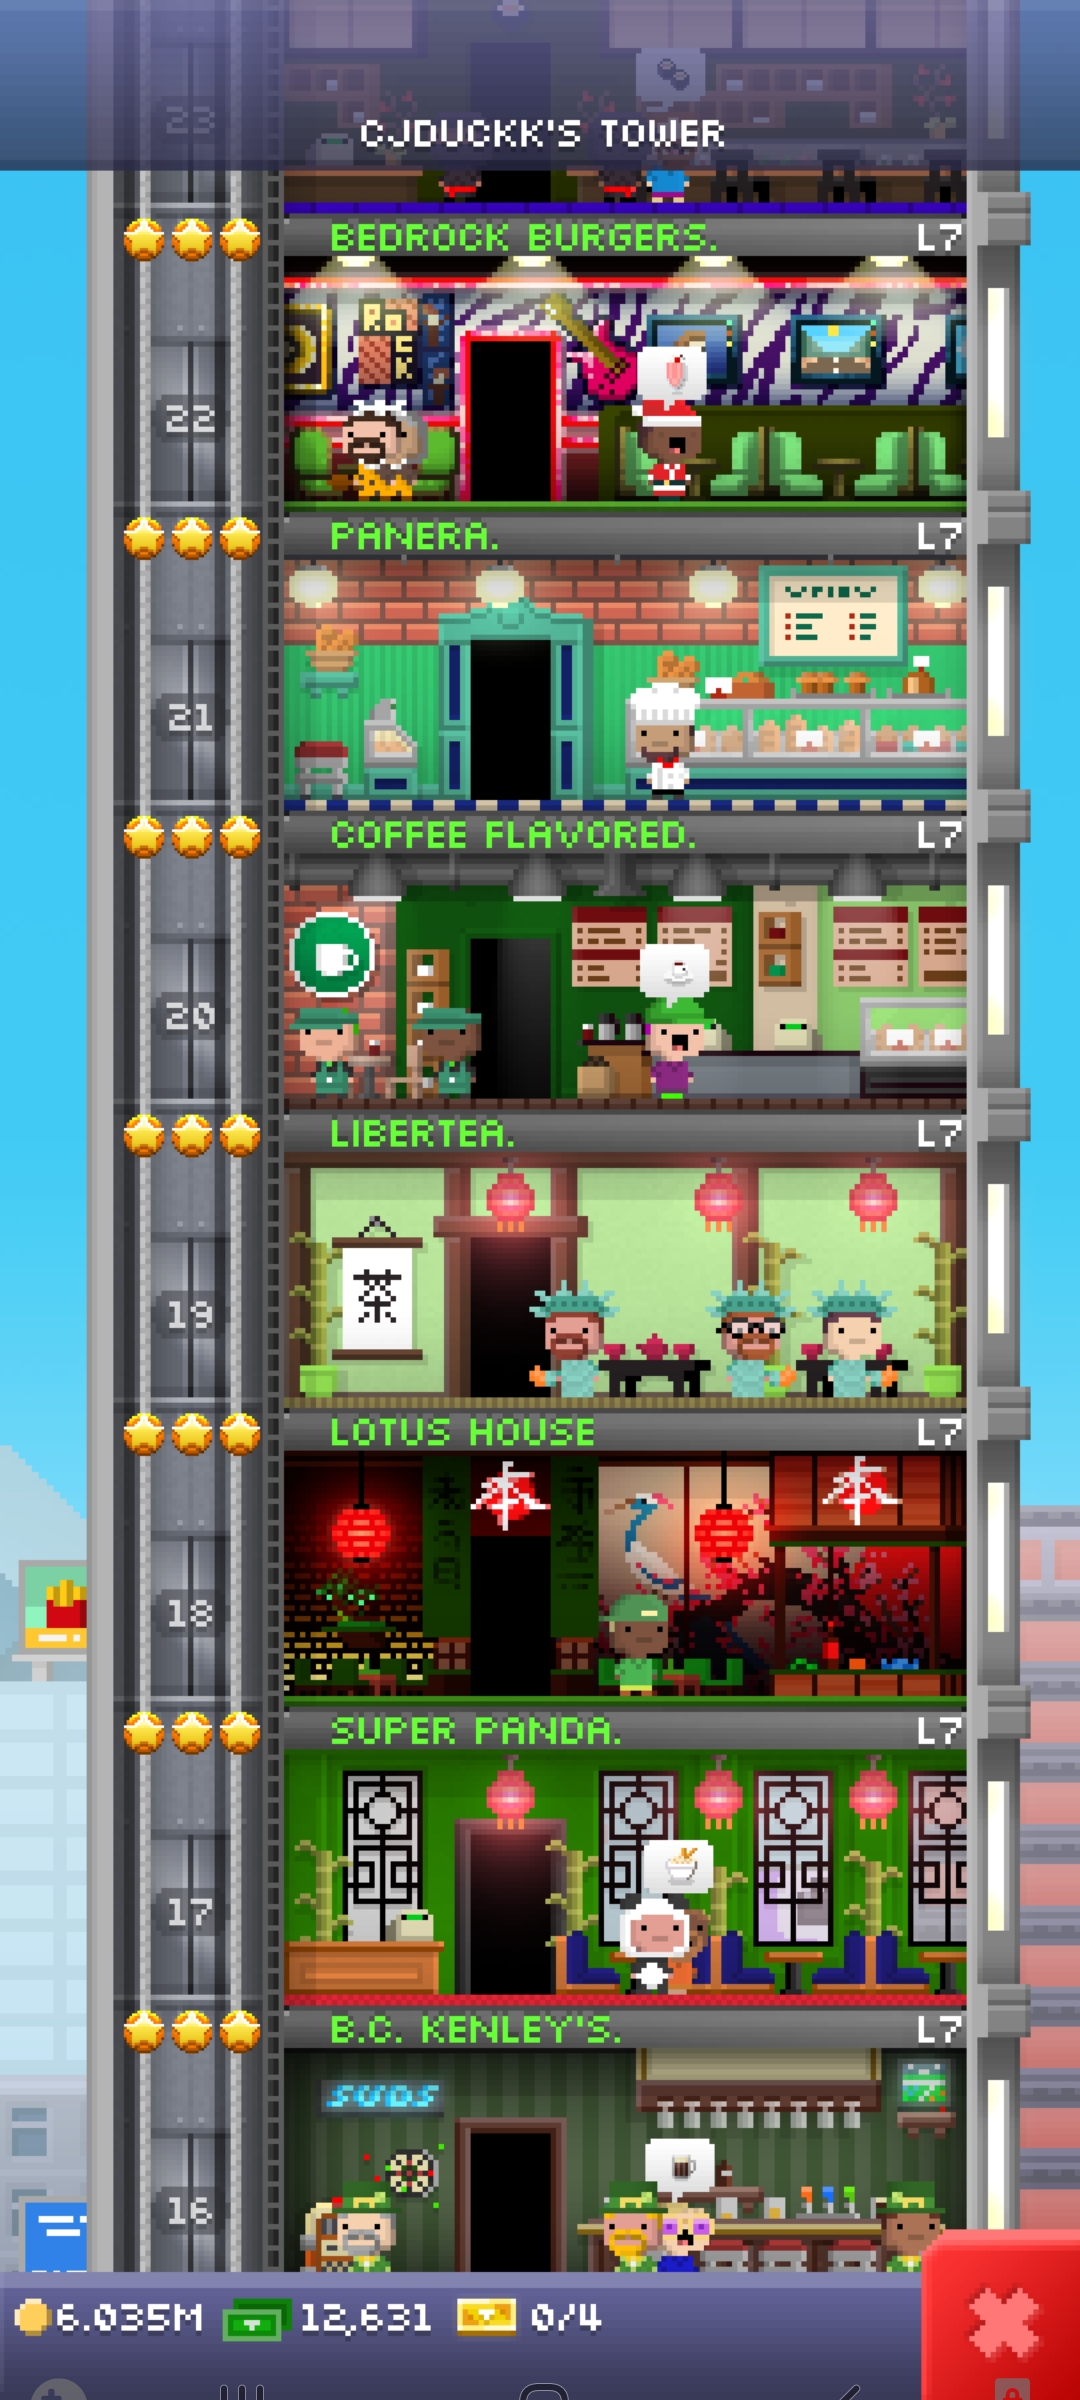 23
CJDUCKK'S TOWER
BEDROCK BURGERS. L7
ROCK
22
PANERA. L7
21
COFFEE FLAVORED. L7
20
LIBERTEA. L7
茶
19
LOTUS HOUSE L7
18
SUPER PANDA. L7
17
B.C. KENLEY'S. L7
SUDS
16
6.035M 12,631 0/4